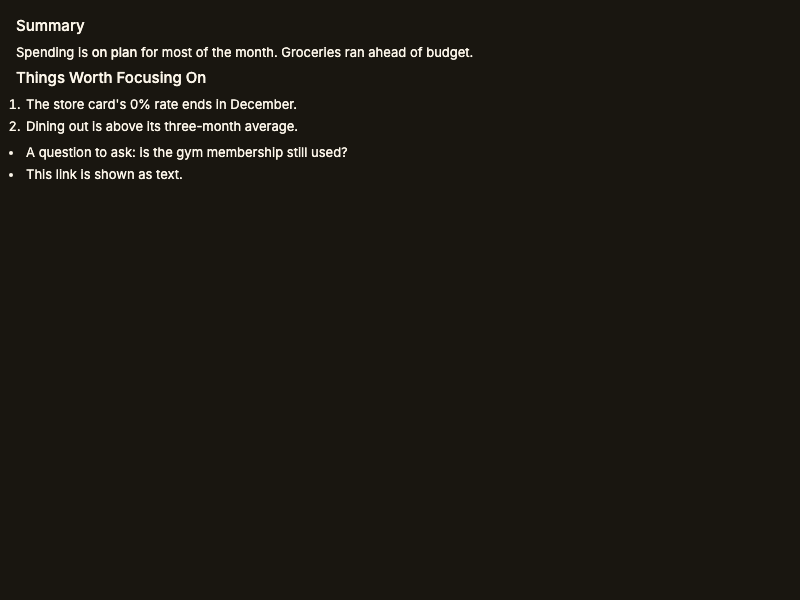 Summary
Spending is on plan for most of the month. Groceries ran ahead of budget.
Things Worth Focusing On
1. The store card's 0% rate ends in December.
2. Dining out is above its three-month average.
• A question to ask: is the gym membership still used?
• This link is shown as text.